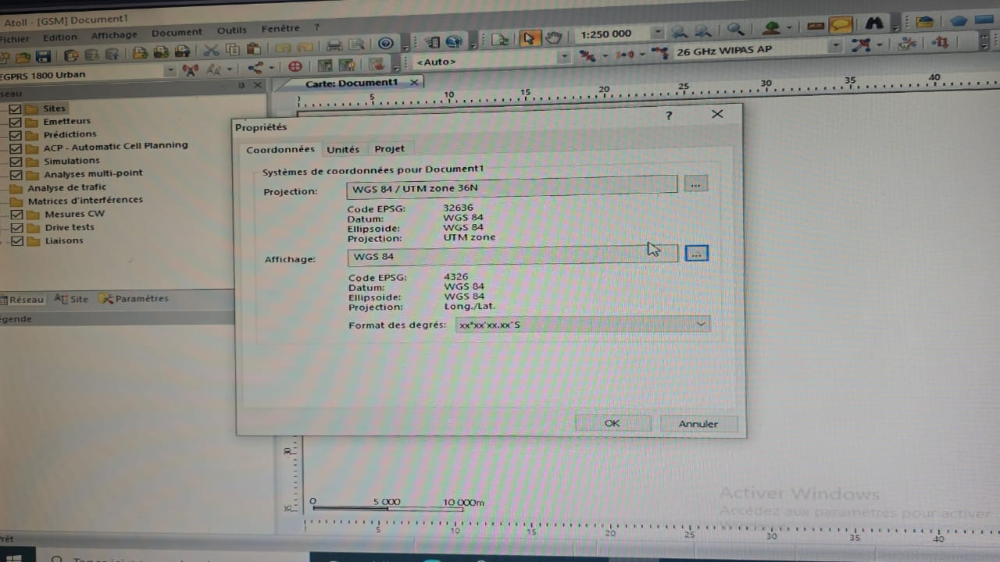 Atoll - [GSM] Document1
Fichier Edition Affichage Document Outils Fenêtre ?
1:250 000
EGPRS 1800 Urban
<Auto>
26 GHz WIPAS AP
Carte: Document1
5 10 15 20 25 30 35 40
Sites
Emetteurs
Prédictions
ACP - Automatic Cell Planning
Simulations
Analyses multi-point
Analyse de trafic
Matrices d'interférences
Mesures CW
Drive tests
Liaisons
Réseau Site Paramètres
Propriétés
? 
Coordonnées Unités Projet
Systèmes de coordonnées pour Document1
Projection: WGS 84 / UTM zone 36N ...
Code EPSG: 32636
Datum: WGS 84
Ellipsoide: WGS 84
Projection: UTM zone
Affichage: WGS 84 ...
Code EPSG: 4326
Datum: WGS 84
Ellipsoide: WGS 84
Projection: Long./Lat.
Format des degrés: xx°xx'xx.xx"S
OK Annuler
0 5 000 10 000m
5 10 15 20 25 30 35 40
Activer Windows
Accédez aux paramètres pour activer